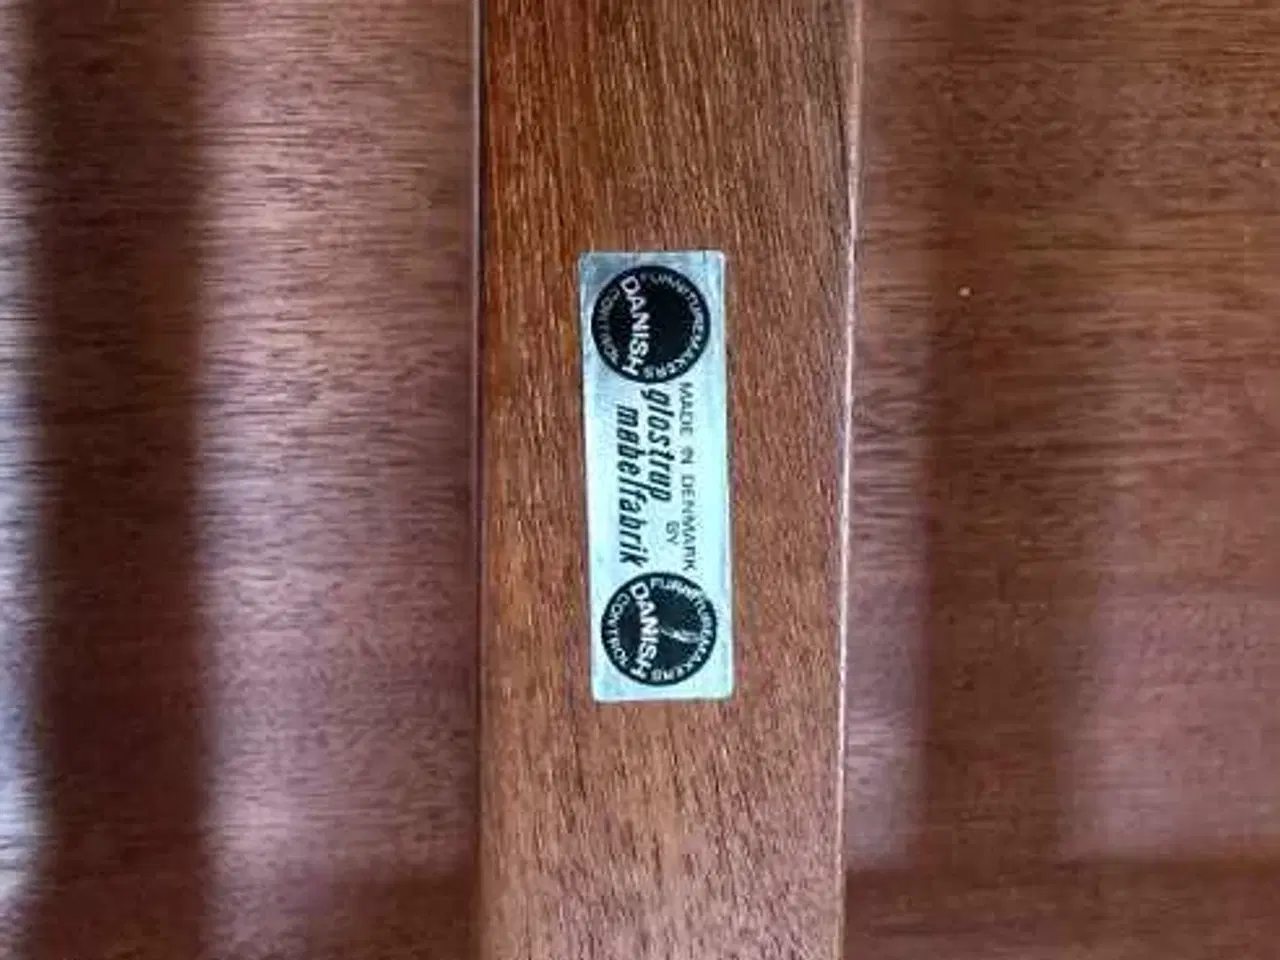 FURNITUREMAKERS
DANISH
CONTROL
MADE IN DENMARK
BY
glostrup
møbelfabrik
FURNITUREMAKERS
DANISH
CONTROL